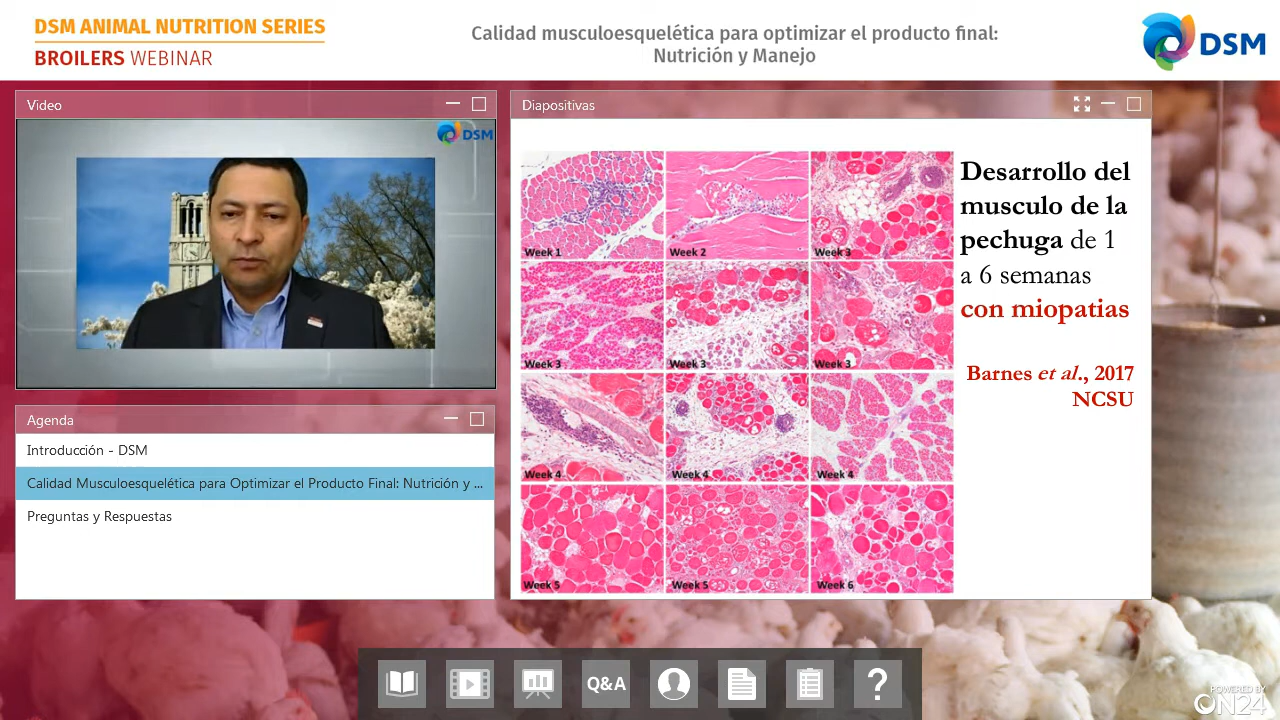 DSM ANIMAL NUTRITION SERIES
BROILERS WEBINAR
Calidad musculoesquelética para optimizar el producto final:
Nutrición y Manejo
DSM
Video
DSM
Agenda
Introducción - DSM
Calidad Musculoesquelética para Optimizar el Producto Final: Nutrición y ...
Preguntas y Respuestas
Diapositivas
Week 1
Week 2
Week 3
Week 3
Week 3
Week 3
Week 4
Week 4
Week 4
Week 5
Week 5
Week 6
Desarrollo del
musculo de la
pechuga de 1
a 6 semanas
con miopatias
Barnes et al., 2017
NCSU
Q&A
?
POWERED BY
ON24